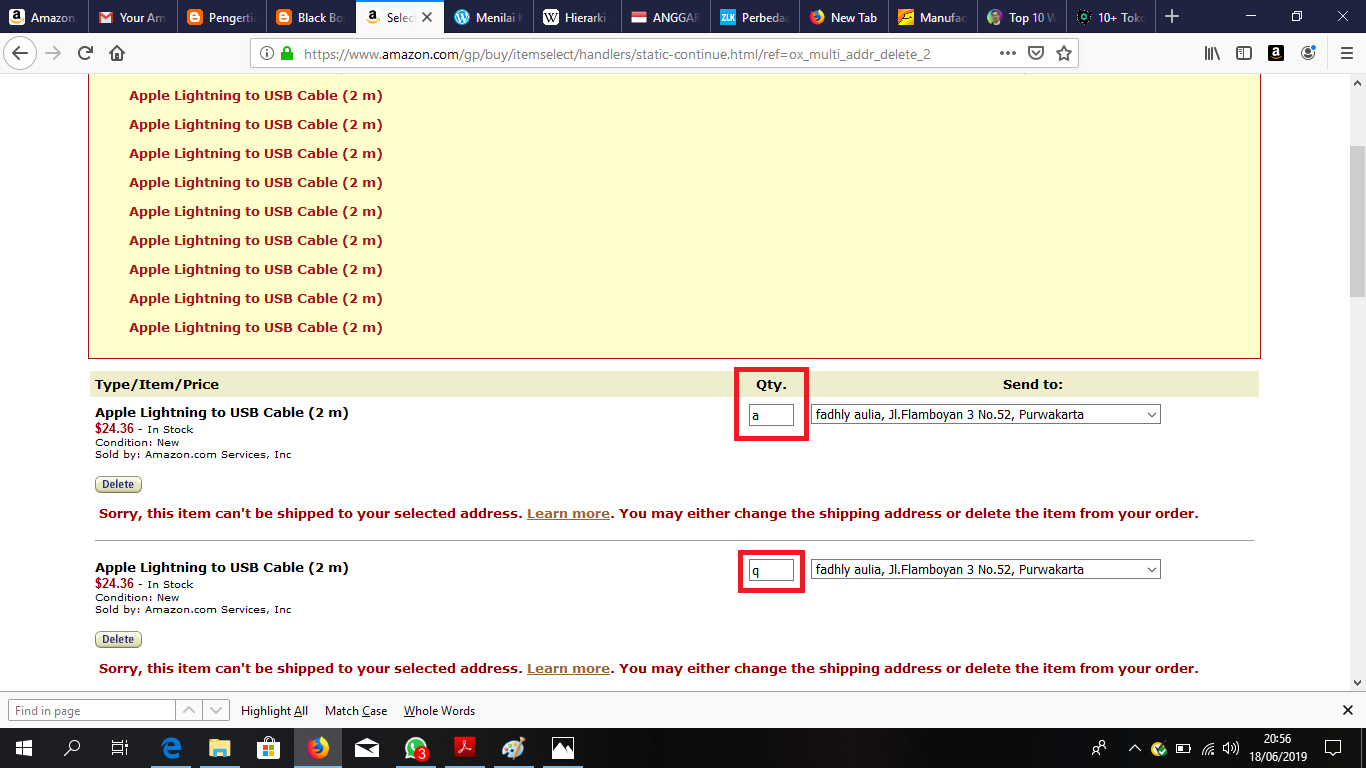 Amazon.
Your Am
Pengertia
Black Bo
Selec
Menilai
Hierarki
ANGGAR
ZLK Perbedaa
New Tab
Manufac
Top 10 W
10+ Toko
https://www.amazon.com/gp/buy/itemselect/handlers/static-continue.html/ref=ox_multi_addr_delete_2
Apple Lightning to USB Cable (2 m)
Apple Lightning to USB Cable (2 m)
Apple Lightning to USB Cable (2 m)
Apple Lightning to USB Cable (2 m)
Apple Lightning to USB Cable (2 m)
Apple Lightning to USB Cable (2 m)
Apple Lightning to USB Cable (2 m)
Apple Lightning to USB Cable (2 m)
Apple Lightning to USB Cable (2 m)
Type/Item/Price Qty. Send to:
Apple Lightning to USB Cable (2 m) a fadhly aulia, Jl.Flamboyan 3 No.52, Purwakarta
$24.36 - In Stock
Condition: New
Sold by: Amazon.com Services, Inc
Delete
Sorry, this item can't be shipped to your selected address. Learn more. You may either change the shipping address or delete the item from your order.
Apple Lightning to USB Cable (2 m) q fadhly aulia, Jl.Flamboyan 3 No.52, Purwakarta
$24.36 - In Stock
Condition: New
Sold by: Amazon.com Services, Inc
Delete
Sorry, this item can't be shipped to your selected address. Learn more. You may either change the shipping address or delete the item from your order.
Find in page Highlight All Match Case Whole Words
3
20:56
18/06/2019